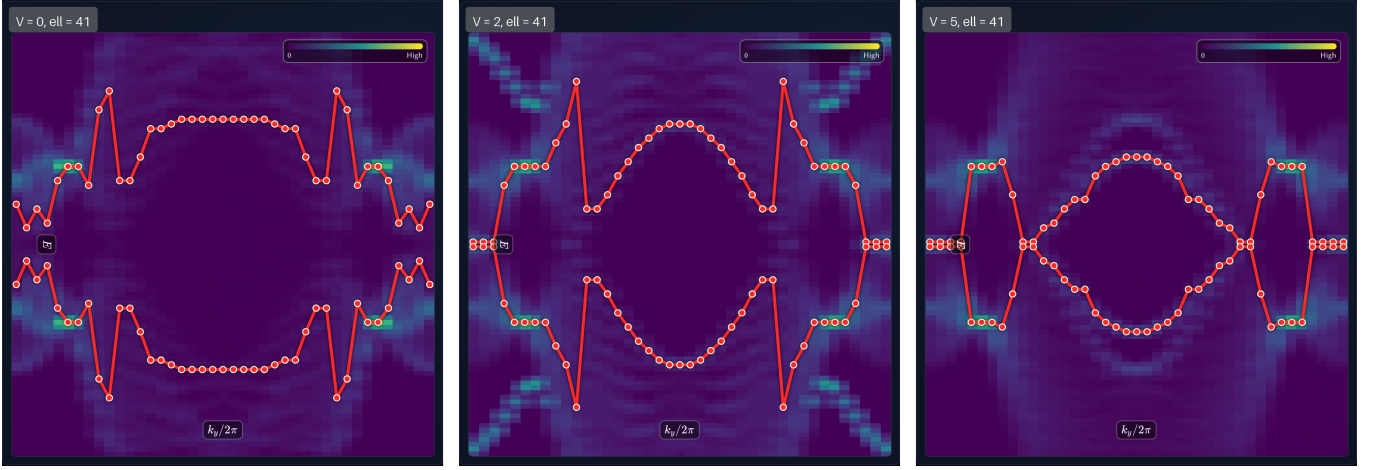 V = 0, ell = 41
0 High
E
k_y/2π
V = 2, ell = 41
0 High
E
k_y/2π
V = 5, ell = 41
0 High
E
k_y/2π